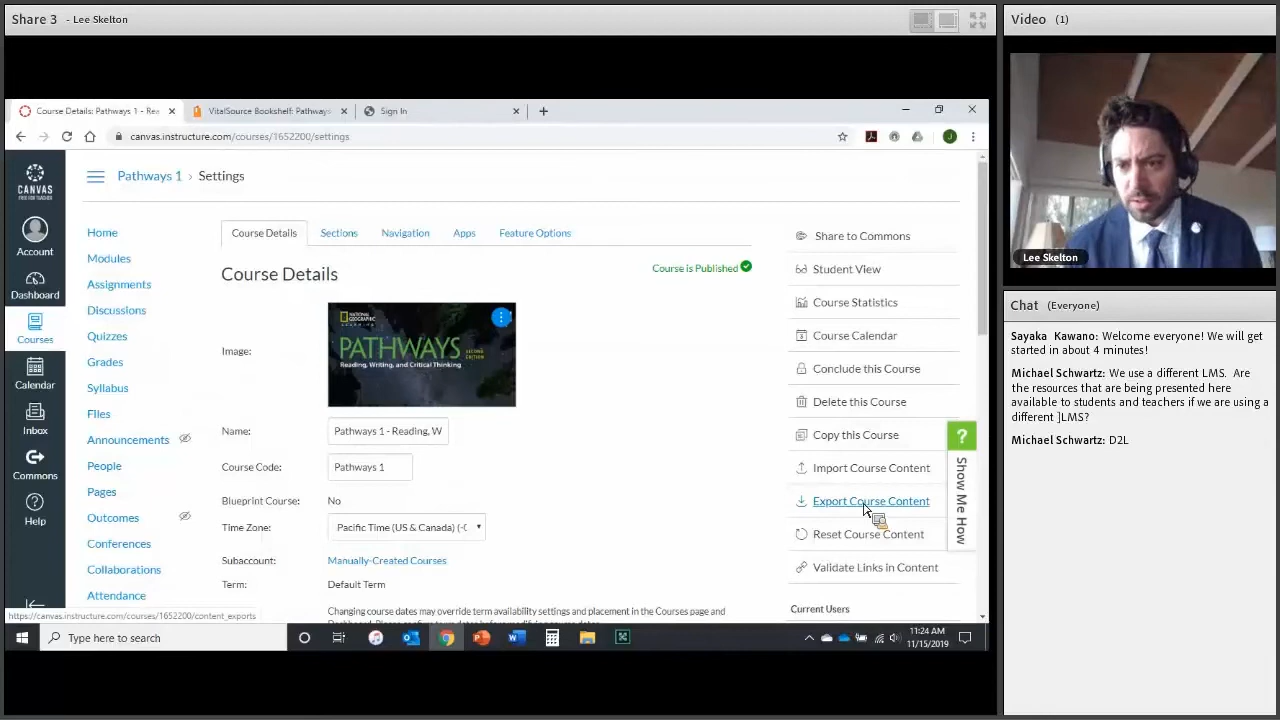 Share 3 - Lee Skelton
Video (1)
Course Details: Pathways 1 - Rea
VitalSource Bookshelf: Pathways
Sign In
canvas.instructure.com/courses/1652200/settings
J
CANVAS
FREE FOR TEACHER
Account
Dashboard
Courses
Calendar
Inbox
Commons
Help
Pathways 1 › Settings
Home
Modules
Assignments
Discussions
Quizzes
Grades
Syllabus
Files
Announcements
People
Pages
Outcomes
Conferences
Collaborations
Attendance
Course Details
Sections
Navigation
Apps
Feature Options
Course Details
Course is Published
Image:
NATIONAL
GEOGRAPHIC
LEARNING
PATHWAYS
SECOND
EDITION
Reading, Writing, and Critical Thinking
Name:
Pathways 1 - Reading, W
Course Code:
Pathways 1
Blueprint Course:
No
Time Zone:
Pacific Time (US & Canada) (-0
Subaccount:
Manually-Created Courses
Term:
Default Term
Changing course dates may override term availability settings and placement in the Courses page and
Share to Commons
Student View
Course Statistics
Course Calendar
Conclude this Course
Delete this Course
Copy this Course
Import Course Content
Export Course Content
Reset Course Content
Validate Links in Content
Current Users
?
Show Me How
https://canvas.instructure.com/courses/1652200/content_exports
Type here to search
11:24 AM
11/15/2019
Lee Skelton
Chat (Everyone)
Sayaka Kawano: Welcome everyone! We will get
started in about 4 minutes!
Michael Schwartz: We use a different LMS. Are
the resources that are being presented here
available to students and teachers if we are using a
different ]LMS?
Michael Schwartz: D2L